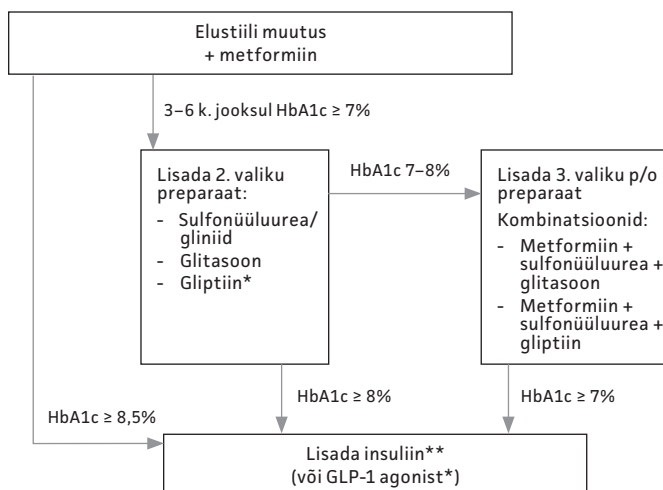 Elustiili muutus
+ metformiin
3–6 k. jooksul HbA1c ≥ 7%
Lisada 2. valiku
preparaat:
- Sulfonüüluurea/
gliniid
- Glitasoon
- Gliptiin*
HbA1c 7–8%
Lisada 3. valiku p/o
preparaat
Kombinatsioonid:
- Metformiin +
sulfonüüluurea +
glitasoon
- Metformiin +
sulfonüüluurea +
gliptiin
HbA1c ≥ 8,5%
HbA1c ≥ 8%
HbA1c ≥ 7%
Lisada insuliin**
(või GLP-1 agonist*)